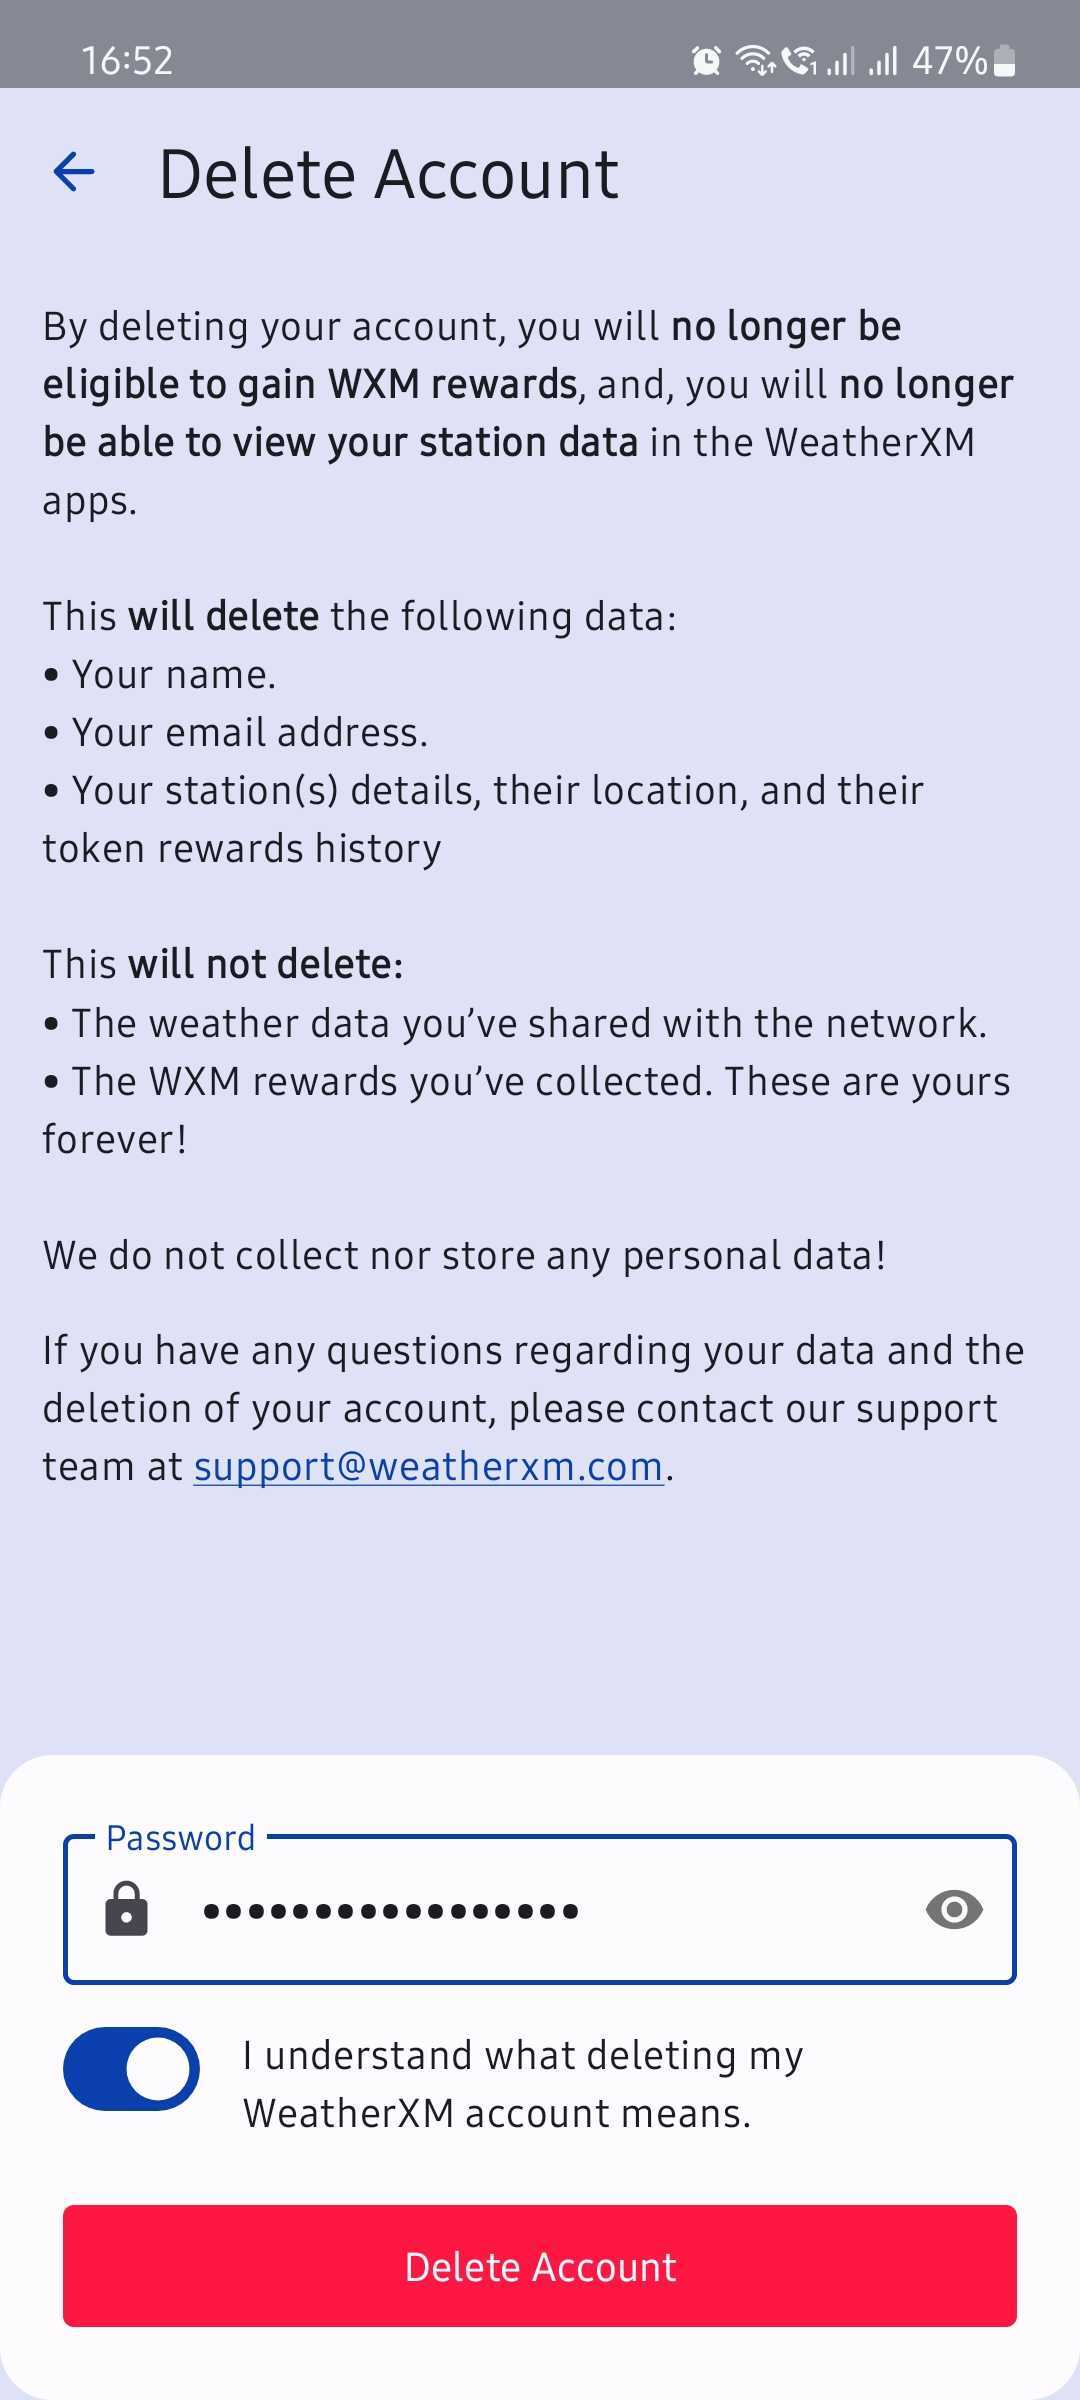 16:52
1
47%
Delete Account
By deleting your account, you will no longer be
eligible to gain WXM rewards, and, you will no longer
be able to view your station data in the WeatherXM
apps.
This will delete the following data:
• Your name.
• Your email address.
• Your station(s) details, their location, and their
token rewards history
This will not delete:
• The weather data you’ve shared with the network.
• The WXM rewards you’ve collected. These are yours
forever!
We do not collect nor store any personal data!
If you have any questions regarding your data and the
deletion of your account, please contact our support
team at support@weatherxm.com.
Password
•••••••••••••••••
I understand what deleting my
WeatherXM account means.
Delete Account